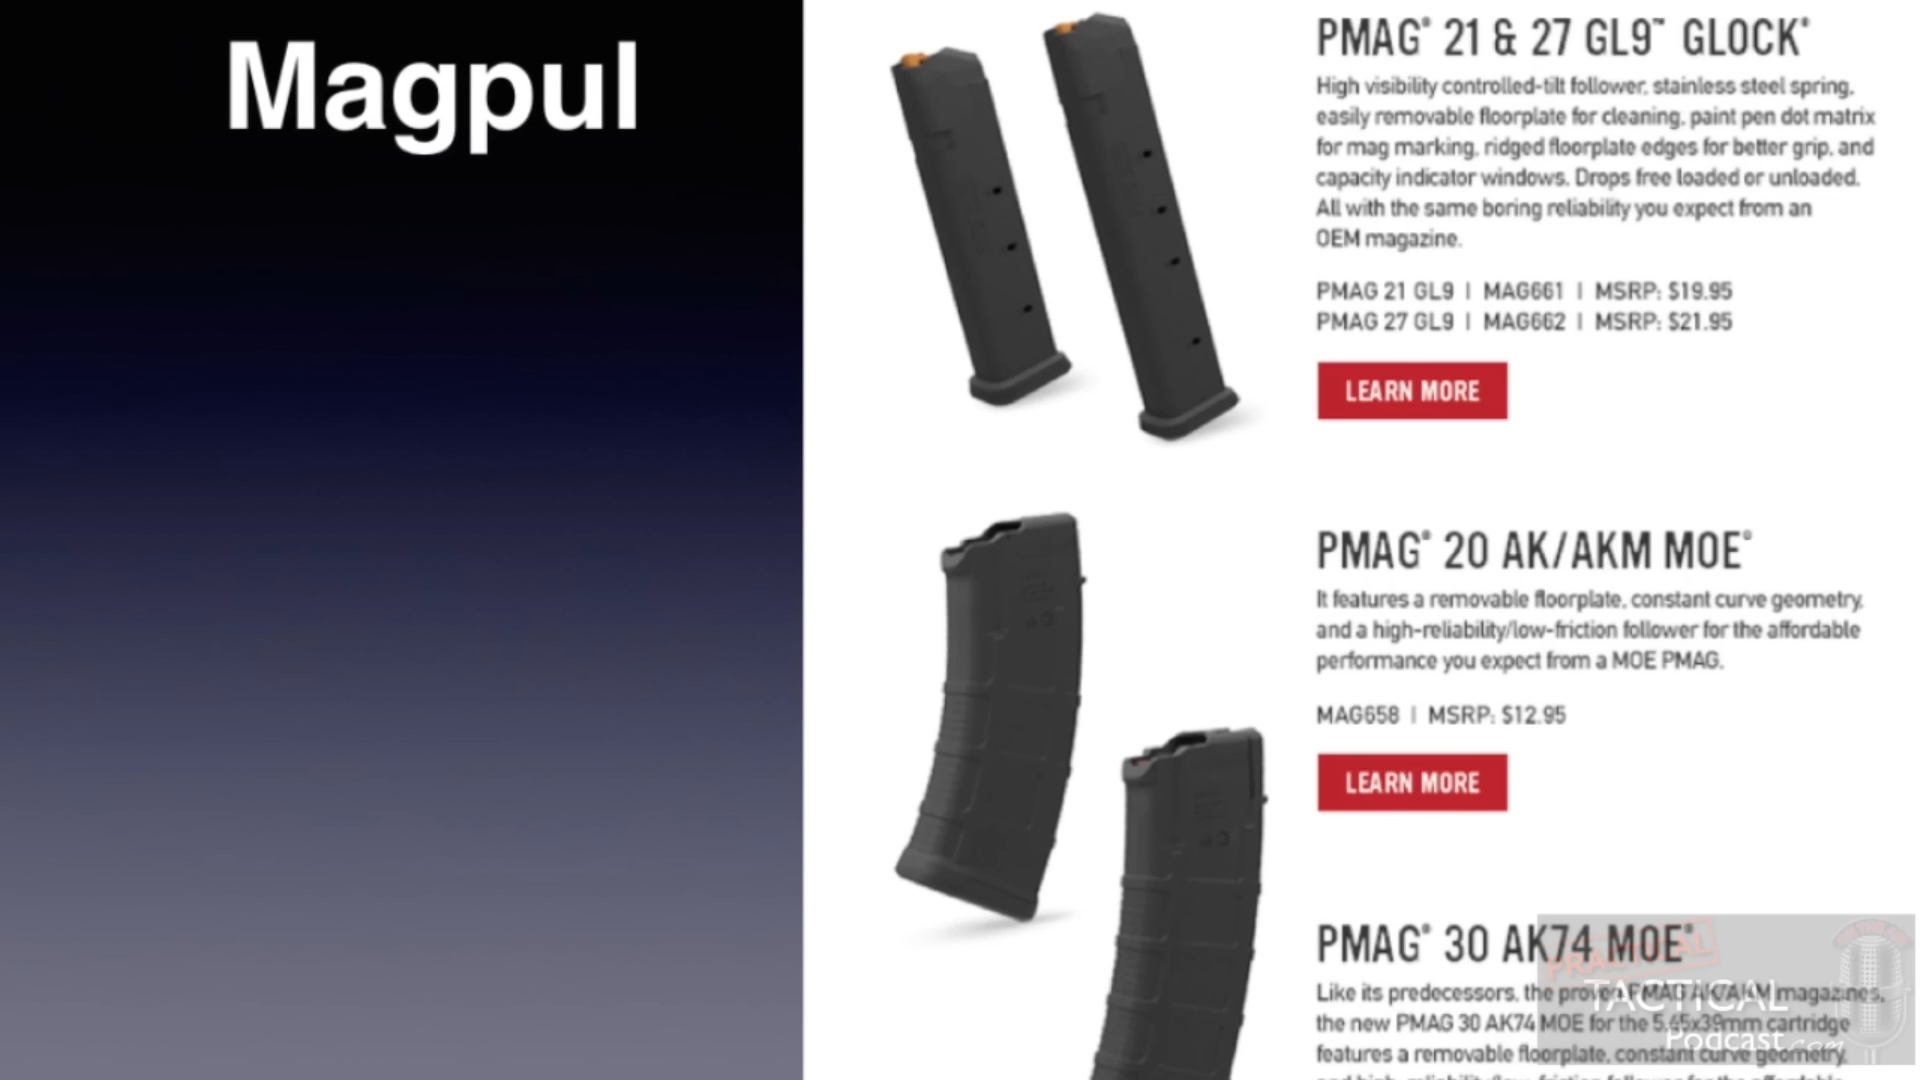 Magpul
PMAG® 21 & 27 GL9™ GLOCK®
High visibility controlled-tilt follower, stainless steel spring,
easily removable floorplate for cleaning, paint pen dot matrix
for mag marking, ridged floorplate edges for better grip, and
capacity indicator windows. Drops free loaded or unloaded.
All with the same boring reliability you expect from an
OEM magazine.
PMAG 21 GL9 | MAG661 | MSRP: $19.95
PMAG 27 GL9 | MAG662 | MSRP: $21.95
LEARN MORE
PMAG® 20 AK/AKM MOE®
It features a removable floorplate, constant curve geometry,
and a high-reliability/low-friction follower for the affordable
performance you expect from a MOE PMAG.
MAG658 | MSRP: $12.95
LEARN MORE
PMAG® 30 AK74 MOE®
Like its predecessors, the proven PMAG AK/AKM magazines,
the new PMAG 30 AK74 MOE for the 5.45x39mm cartridge
features a removable floorplate, constant curve geometry,
PRACTICAL
TACTICAL
Podcast.com